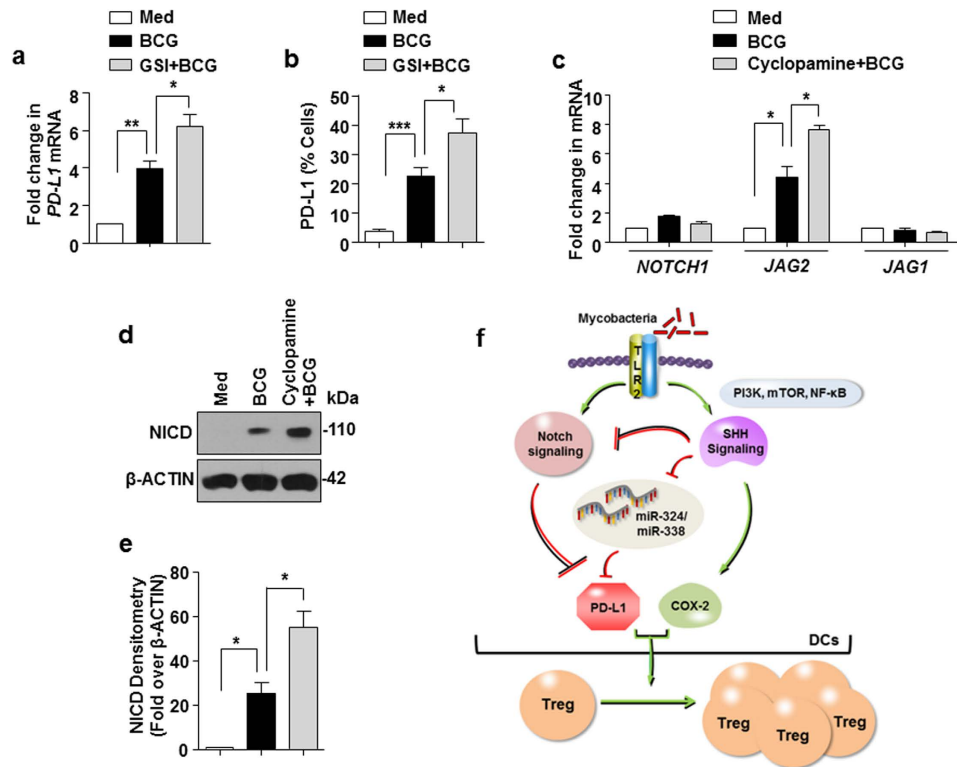 a
Med
BCG
GSI+BCG
Fold change in
PD-L1 mRNA
8
6
4
2
0
**
*
b
Med
BCG
GSI+BCG
PD-L1 (% Cells)
50
40
30
20
10
0
***
*
c
Med
BCG
Cyclopamine+BCG
Fold change in mRNA
10
8
6
4
2
0
*
*
NOTCH1
JAG2
JAG1
d
Med
BCG
Cyclopamine
+BCG
kDa
NICD
-110
β-ACTIN
-42
e
NICD Densitometry
(Fold over β-ACTIN)
80
60
40
20
0
*
*
f
Mycobacteria
TLR2
PI3K, mTOR, NF-κB
Notch
signaling
SHH
Signaling
miR-324/
miR-338
PD-L1
COX-2
DCs
Treg
Treg
Treg
Treg